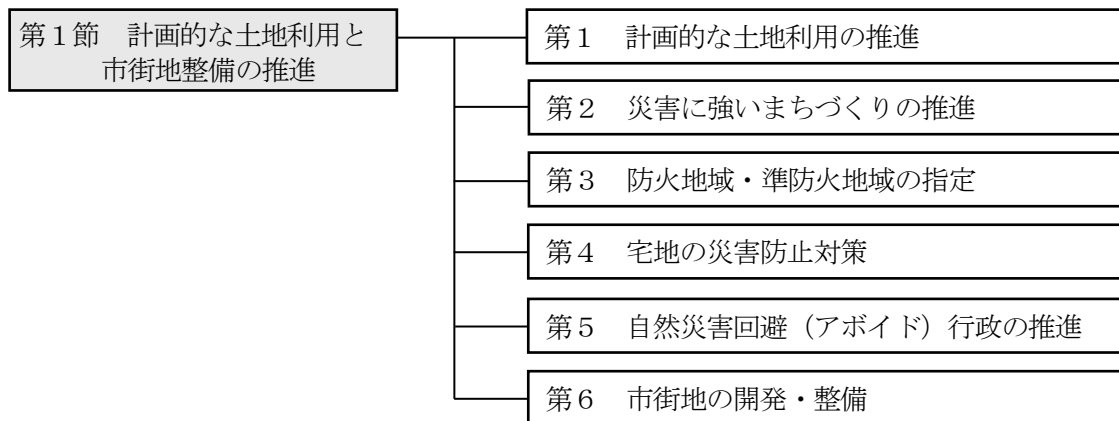 第１節　計画的な土地利用と
市街地整備の推進
第１　計画的な土地利用の推進
第２　災害に強いまちづくりの推進
第３　防火地域・準防火地域の指定
第４　宅地の災害防止対策
第５　自然災害回避（アボイド）行政の推進
第６　市街地の開発・整備